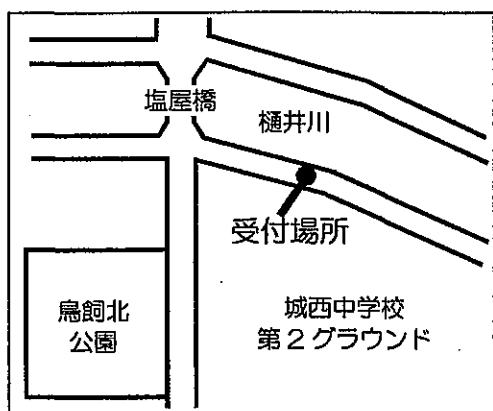 塩屋橋
樋井川
受付場所
鳥飼北
公園
城西中学校
第2グラウンド